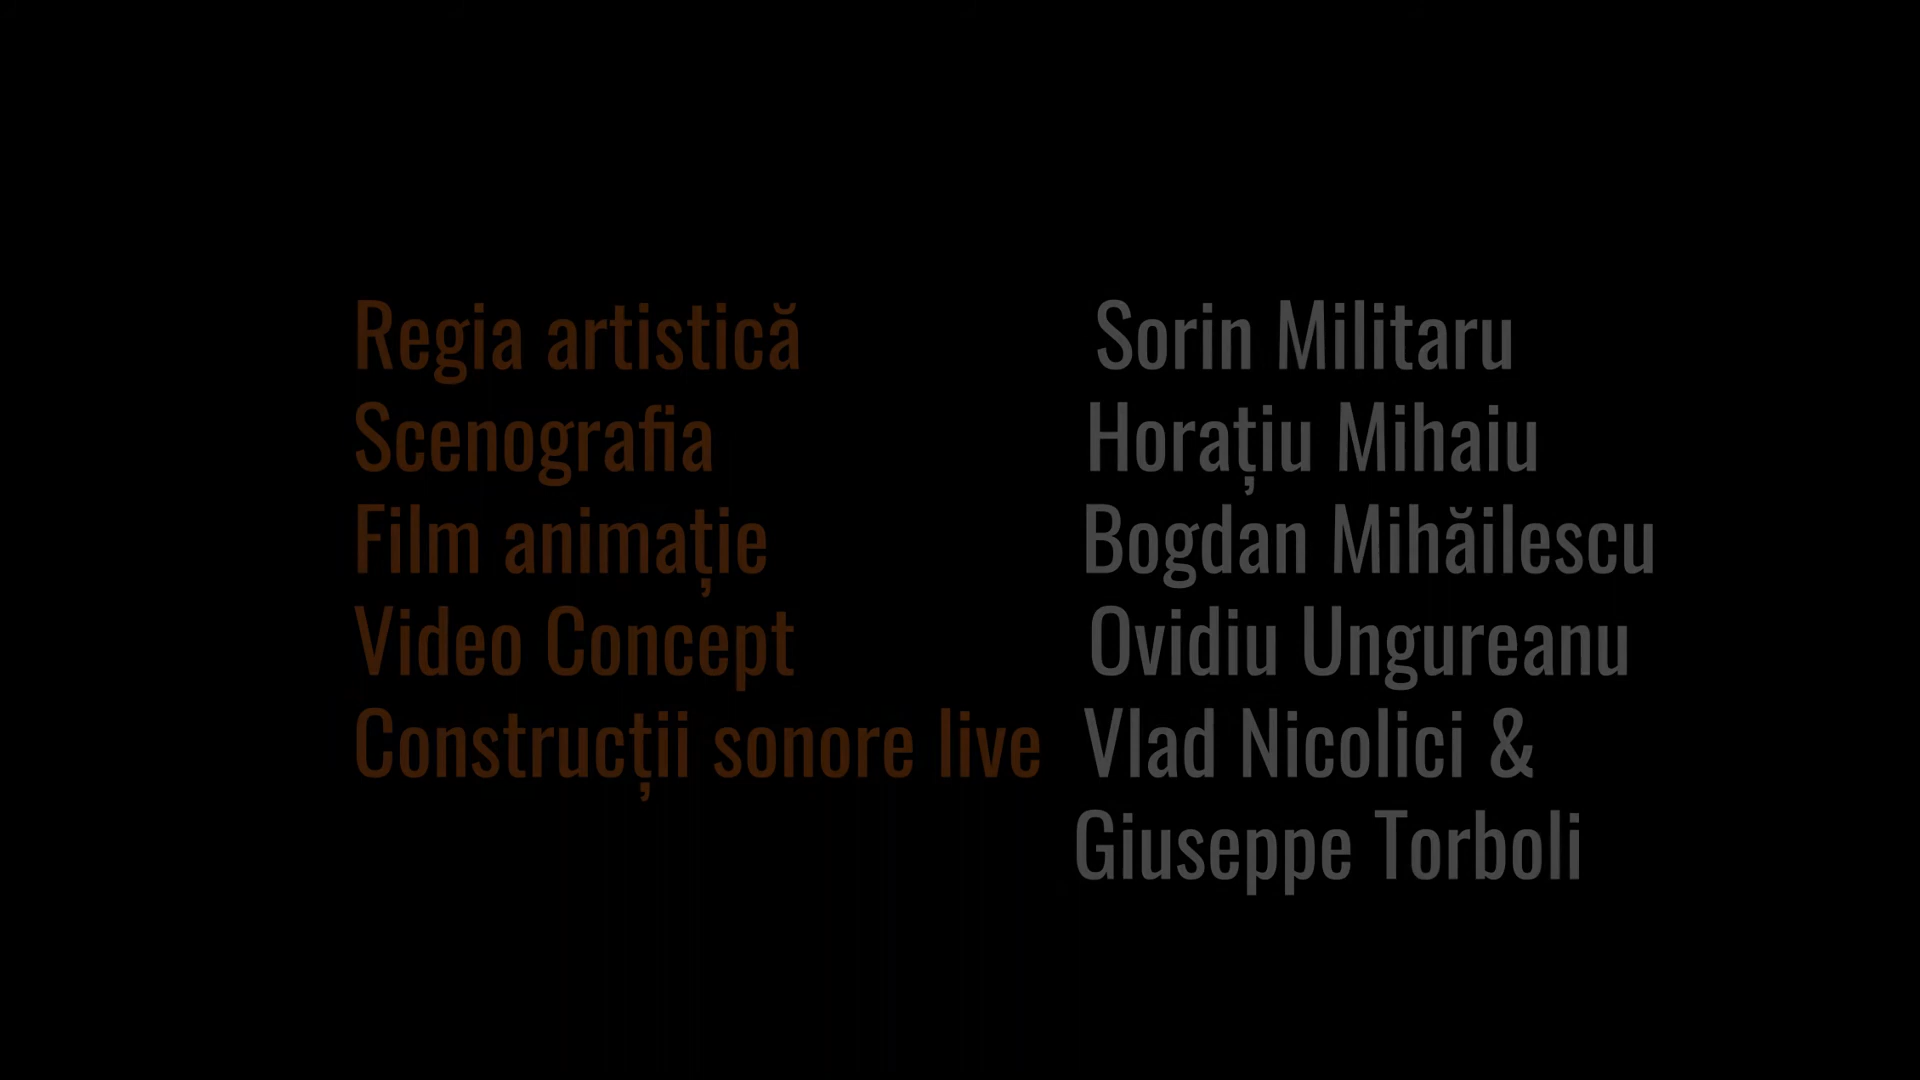 Regia artistică Sorin Militaru
Scenografia Horațiu Mihaiu
Film animație Bogdan Mihăilescu
Video Concept Ovidiu Ungureanu
Construcții sonore live Vlad Nicolici &
Giuseppe Torboli